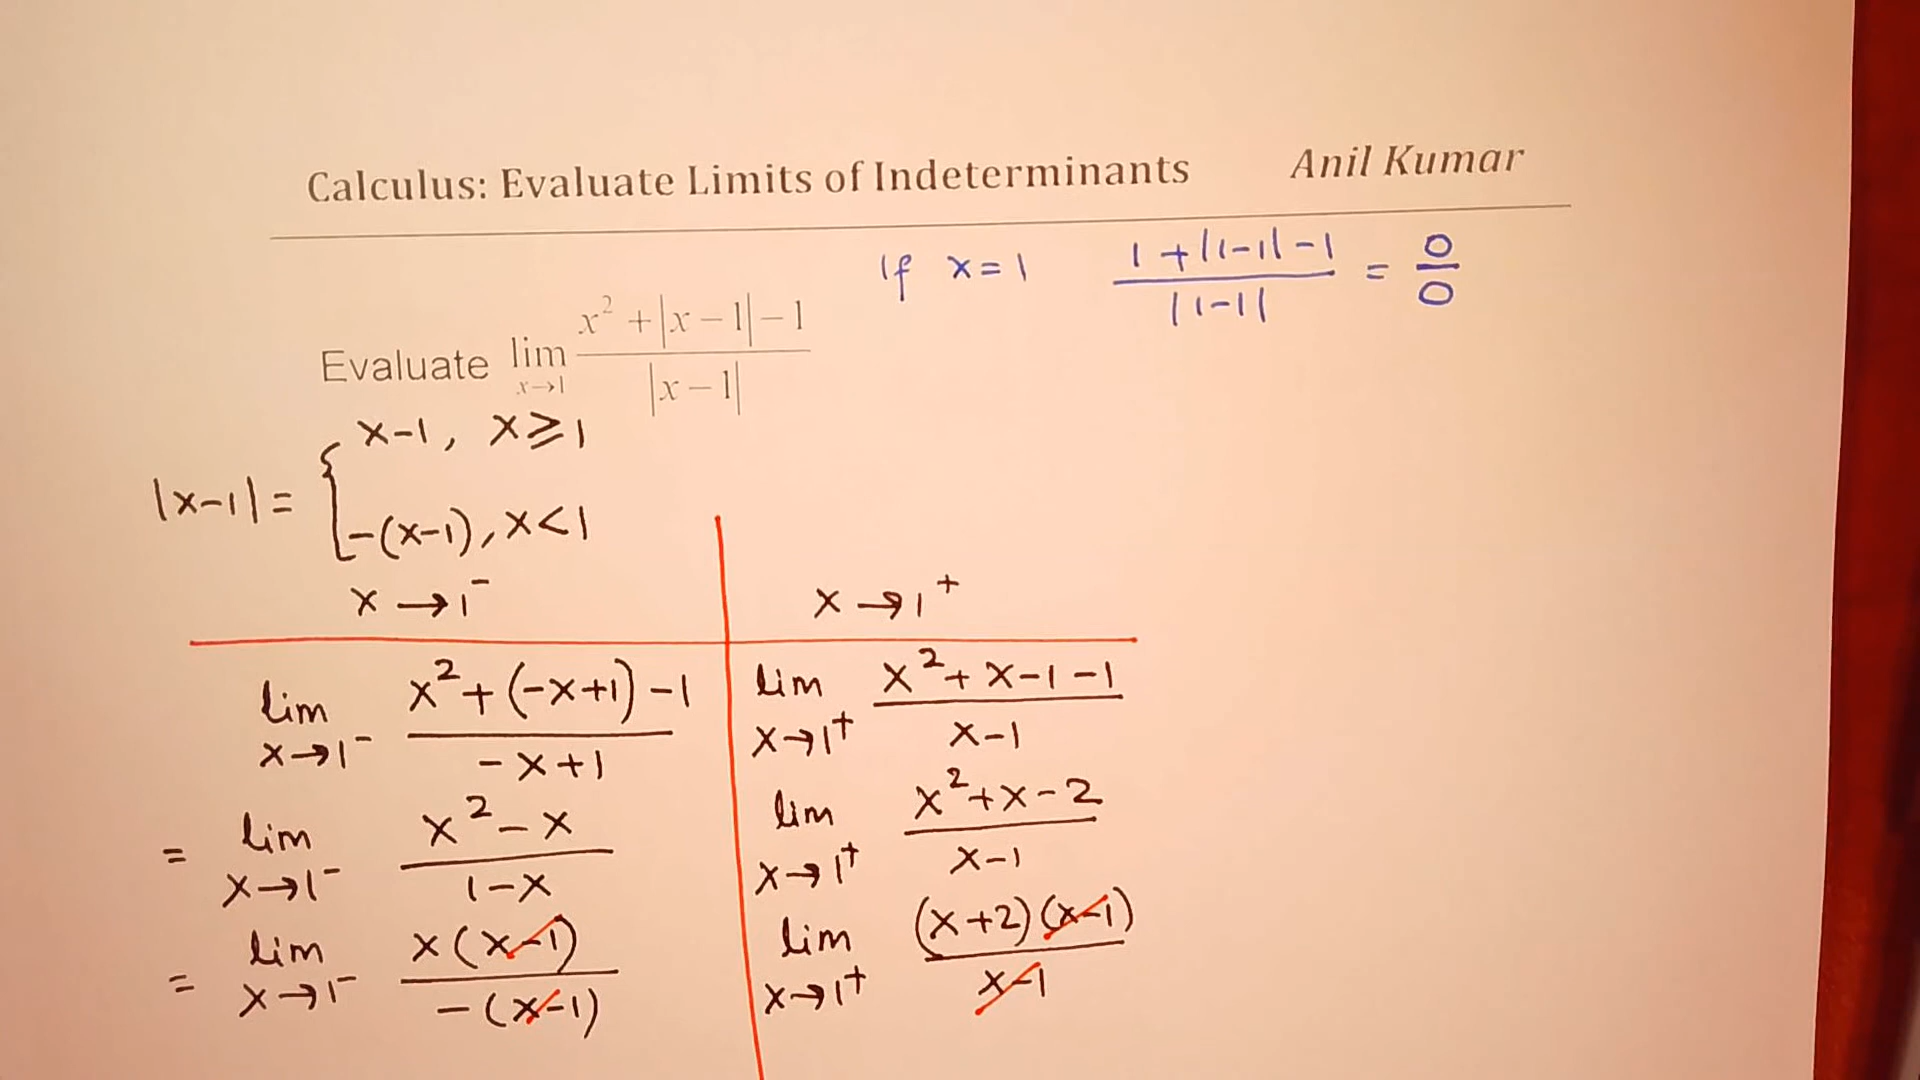 Calculus: Evaluate Limits of Indeterminants Anil Kumar
If x = 1 (1 + |1-1| - 1)/|1-1| = 0/0
Evaluate lim x→1 (x² + |x − 1| − 1)/|x − 1|
|x-1| = { x-1, x ≥ 1
-(x-1), x < 1
x → 1⁻
x → 1⁺
lim x→1⁻ (x² + (-x+1) - 1)/(-x+1)
= lim x→1⁻ (x² - x)/(1-x)
= lim x→1⁻ x(x-1)/-(x-1)
lim x→1⁺ (x² + x-1-1)/(x-1)
lim x→1⁺ (x²+x-2)/(x-1)
lim x→1⁺ (x+2)(x-1)/(x-1)